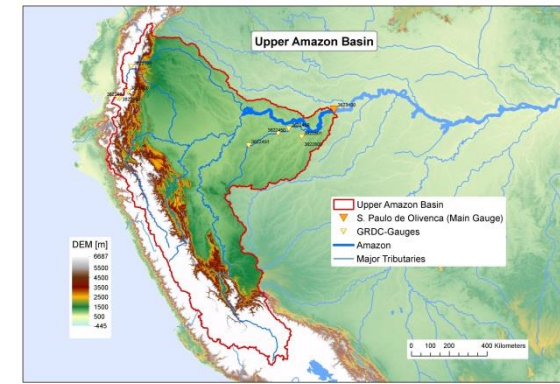 Upper Amazon Basin
Upper Amazon Basin
S. Paulo de Olivenca (Main Gauge)
GRDC-Gauges
Amazon
Major Tributaries
DEM [m]
6687
5500
4500
3500
2500
1500
500
-445
0 100 200 400 Kilometers